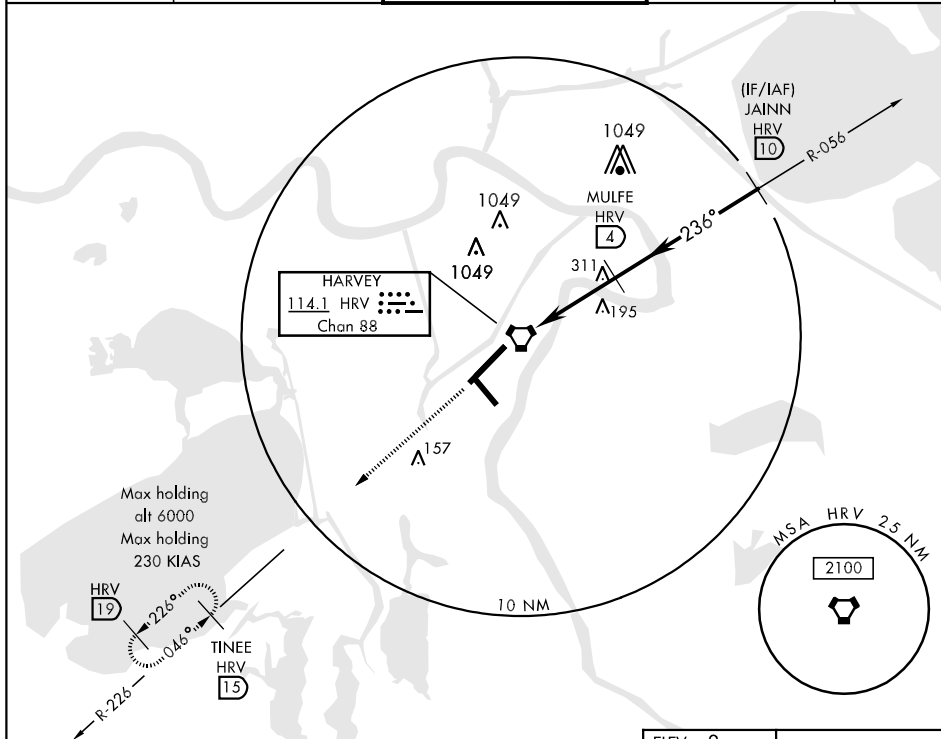 (IF/IAF)
JAINN
HRV
10
R-056
1049
MULFE
HRV
4
236°
1049
1049
311
195
HARVEY
114.1 HRV
Chan 88
157
Max holding
alt 6000
Max holding
230 KIAS
HRV
19
226°
046°
TINEE
HRV
15
R-226
10 NM
MSA HRV 25 NM
2100